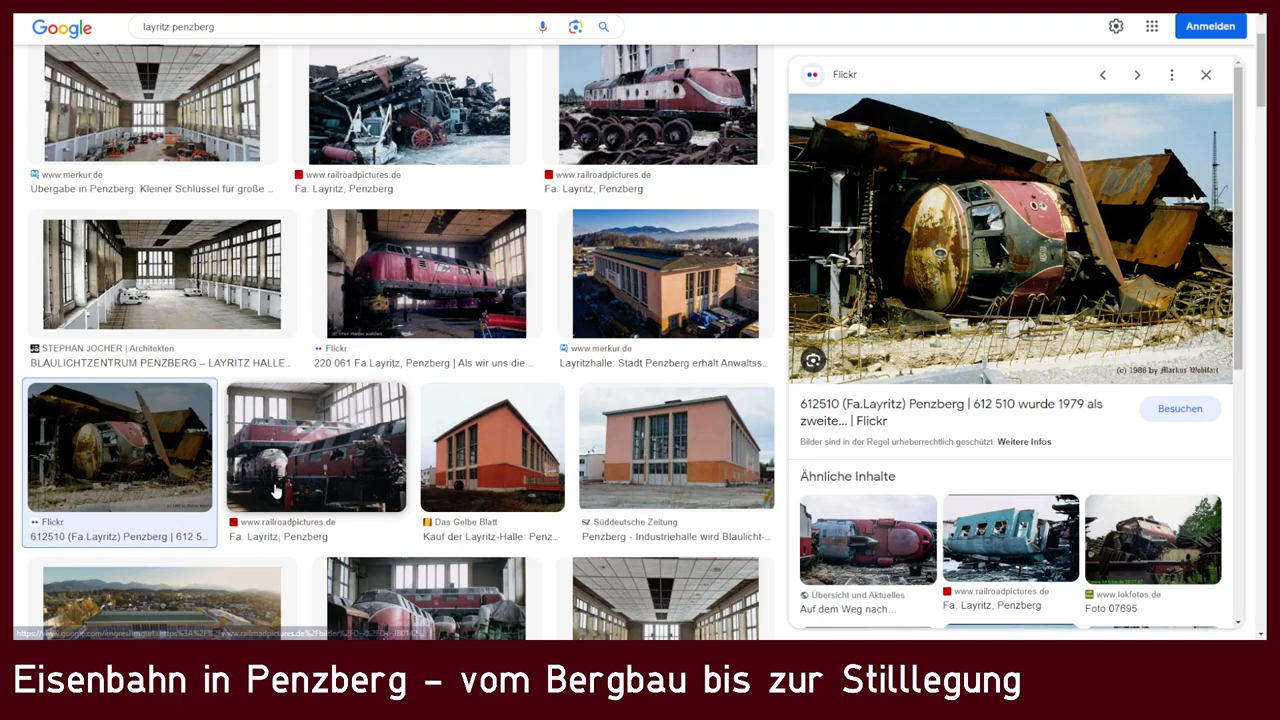 Google
layritz penzberg
Anmelden
www.merkur.de
Übergabe in Penzberg: Kleiner Schlüssel für große ...
www.railroadpictures.de
Fa. Layritz, Penzberg
www.railroadpictures.de
Fa. Layritz, Penzberg
STEPHAN JOCHER | Architekten
BLAULICHTZENTRUM PENZBERG – LAYRITZ HALLE...
Flickr
220 061 Fa.Layritz, Penzberg | Als wir uns die ...
www.merkur.de
Layritzhalle: Stadt Penzberg erhält Anwaltss...
Flickr
612510 (Fa.Layritz) Penzberg | 612 5...
www.railroadpictures.de
Fa. Layritz, Penzberg
Das Gelbe Blatt
Kauf der Layritz-Halle: Penz...
SZ Süddeutsche Zeitung
Penzberg - Industriehalle wird Blaulicht-...
Flickr
(c) 1986 by Markus Wohlfart
612510 (Fa.Layritz) Penzberg | 612 510 wurde 1979 als
zweite... | Flickr
Besuchen
Bilder sind in der Regel urheberrechtlich geschützt. Weitere Infos
Ähnliche Inhalte
Übersicht und Aktuelles
Auf dem Weg nach...
www.railroadpictures.de
Fa. Layritz, Penzberg
www.lokfotos.de
Foto 07695
Eisenbahn in Penzberg – vom Bergbau bis zur Stilllegung